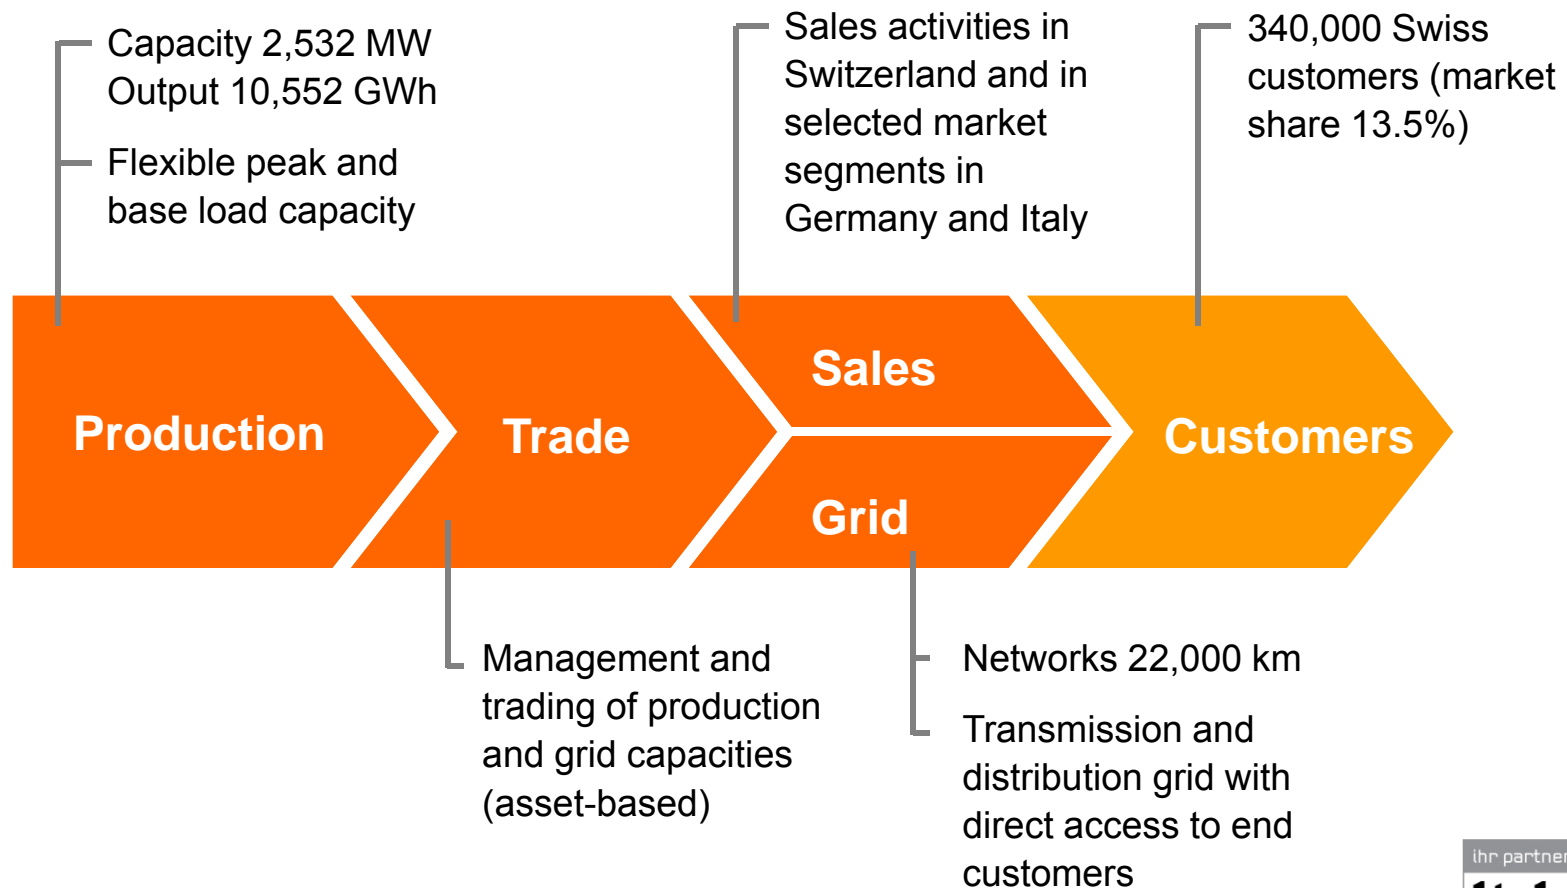 Capacity 2,532 MW
Output 10,552 GWh
Flexible peak and
base load capacity
Sales activities in
Switzerland and in
selected market
segments in
Germany and Italy
340,000 Swiss
customers (market
share 13.5%)
Production
Trade
Sales
Grid
Customers
Management and
trading of production
and grid capacities
(asset-based)
Networks 22,000 km
Transmission and
distribution grid with
direct access to end
customers
ihr partner